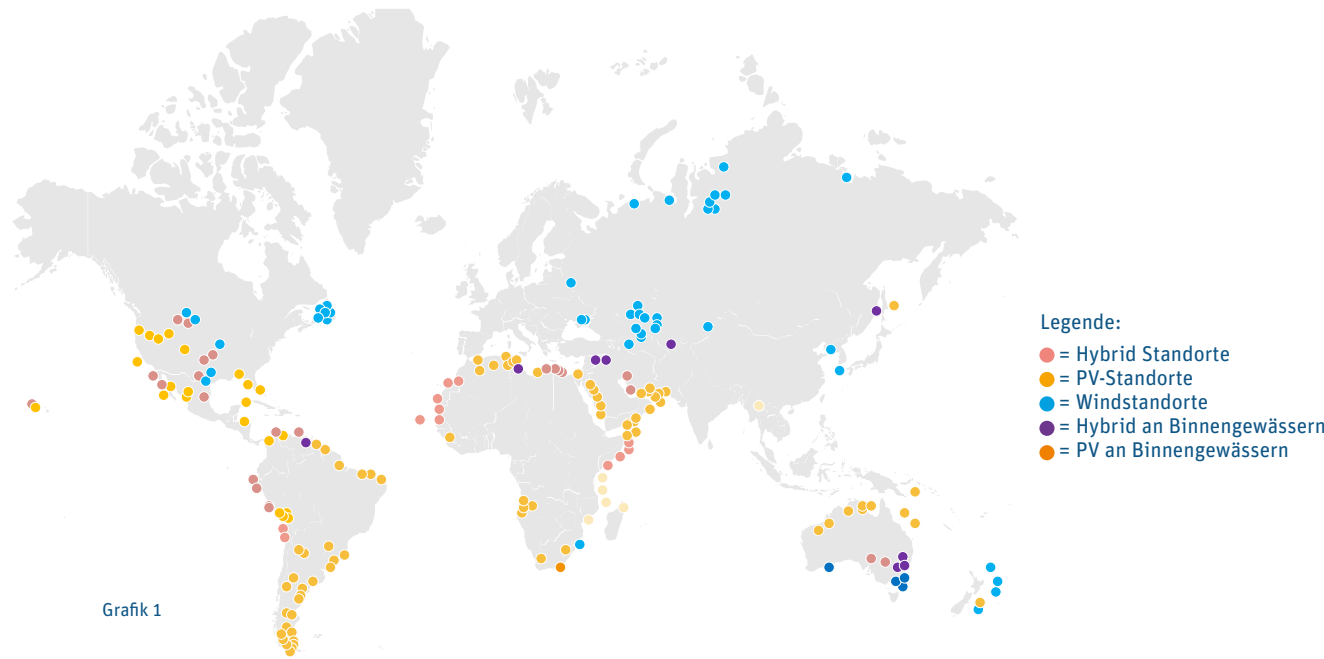 Legende:
= Hybrid Standorte
= PV-Standorte
= Windstandorte
= Hybrid an Binnengewässern
= PV an Binnengewässern
Grafik 1